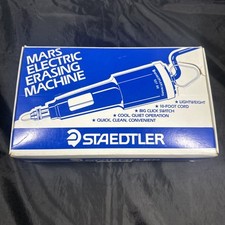 MARS
ELECTRIC
ERASING
MACHINE
★ LIGHTWEIGHT
★ 10-FOOT CORD
★ BIG CLICK SWITCH
★ COOL, QUIET OPERATION
★ QUICK, CLEAN, CONVENIENT
STAEDTLER